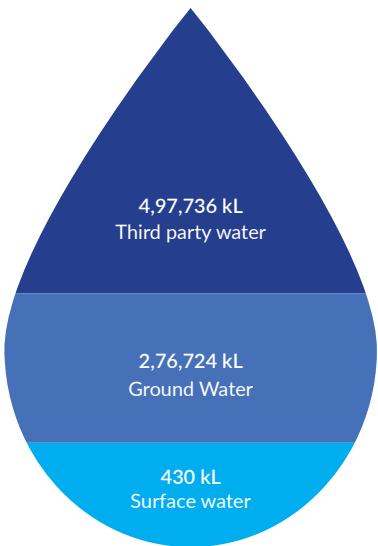 4,97,736 kL
Third party water
2,76,724 kL
Ground Water
430 kL
Surface water